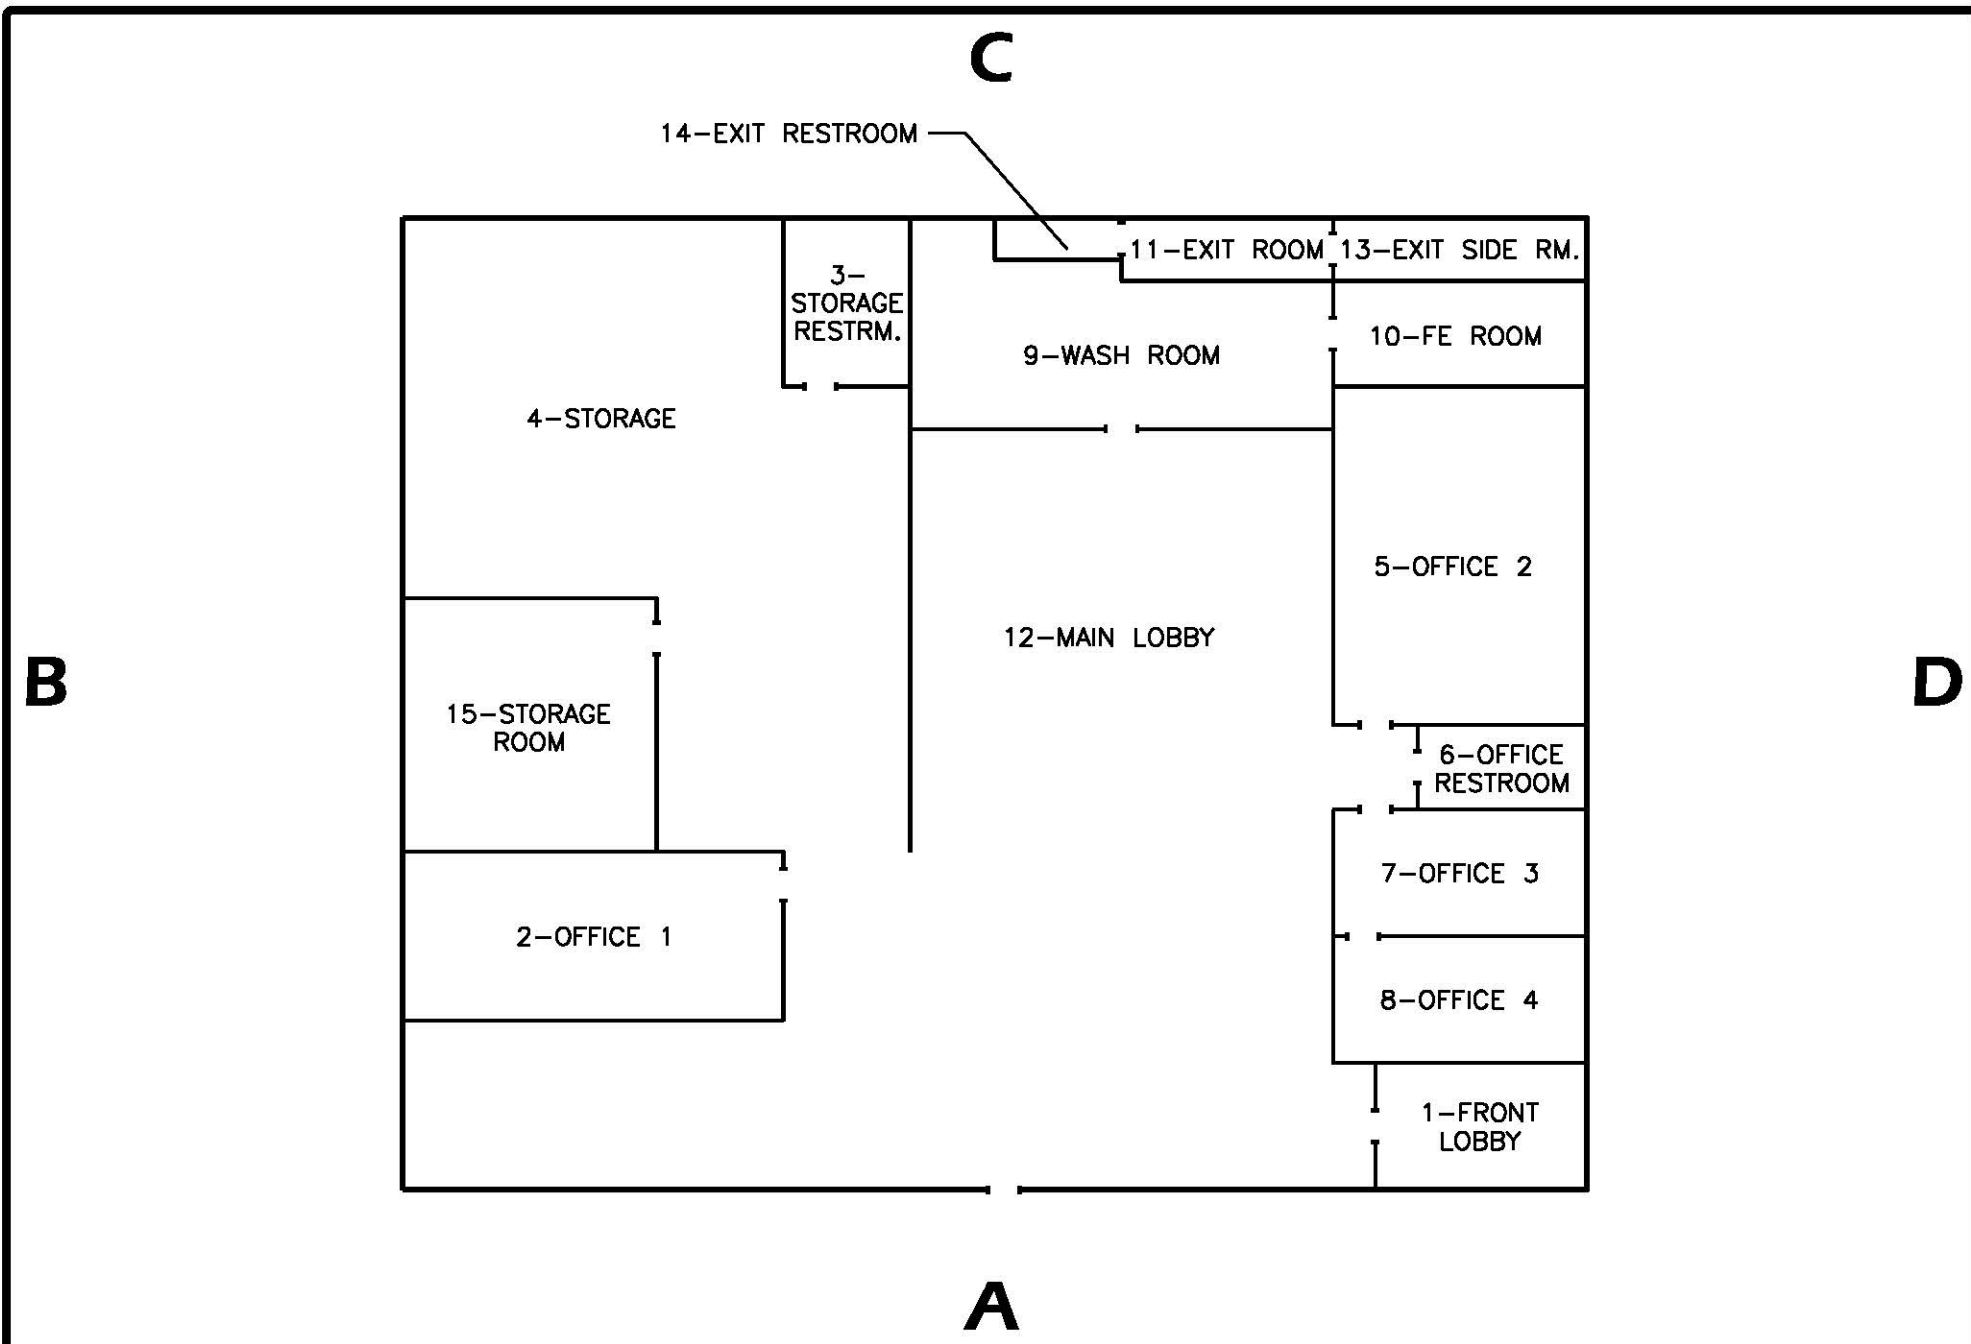 C
14-EXIT RESTROOM
11-EXIT ROOM
13-EXIT SIDE RM.
3-
STORAGE
RESTRM.
10-FE ROOM
9-WASH ROOM
4-STORAGE
5-OFFICE 2
12-MAIN LOBBY
B
D
15-STORAGE
ROOM
6-OFFICE
RESTROOM
7-OFFICE 3
2-OFFICE 1
8-OFFICE 4
1-FRONT
LOBBY
A